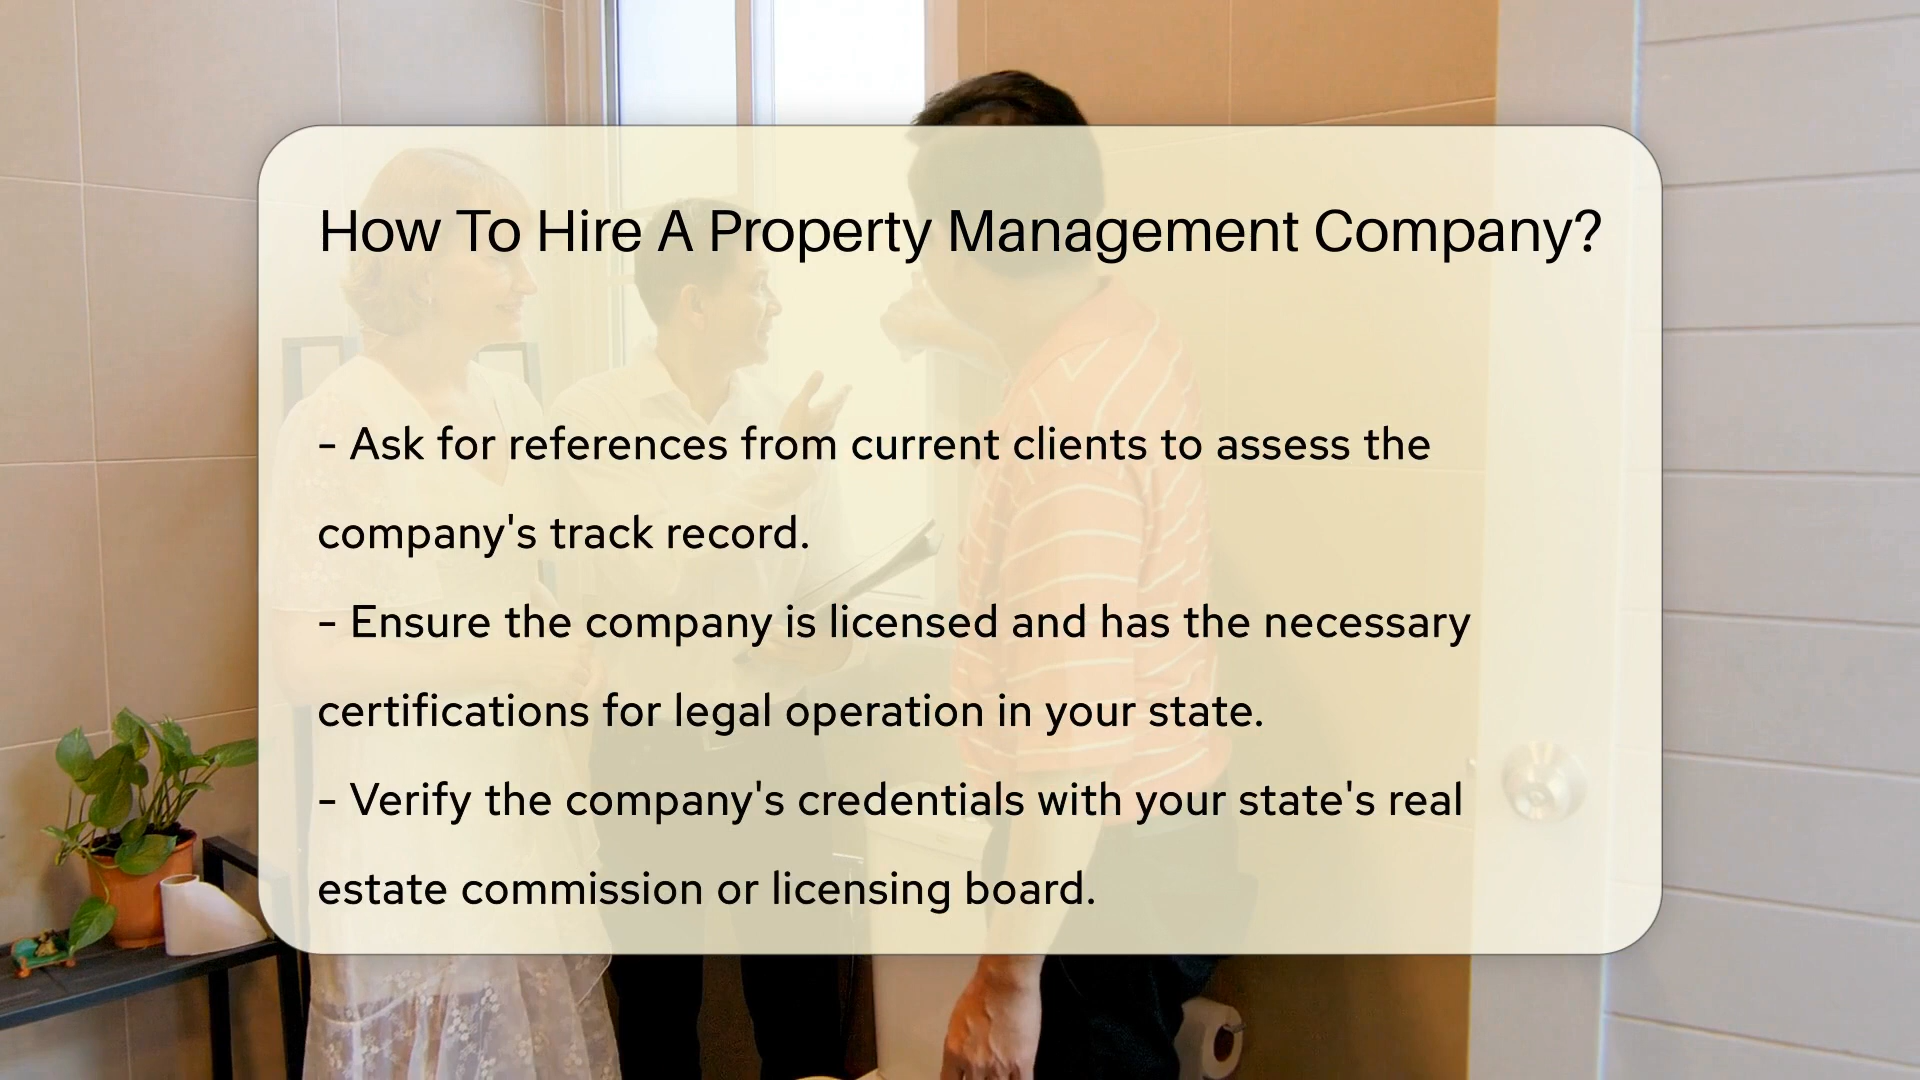 How To Hire A Property Management Company?
- Ask for references from current clients to assess the
company's track record.
- Ensure the company is licensed and has the necessary
certifications for legal operation in your state.
- Verify the company's credentials with your state's real
estate commission or licensing board.